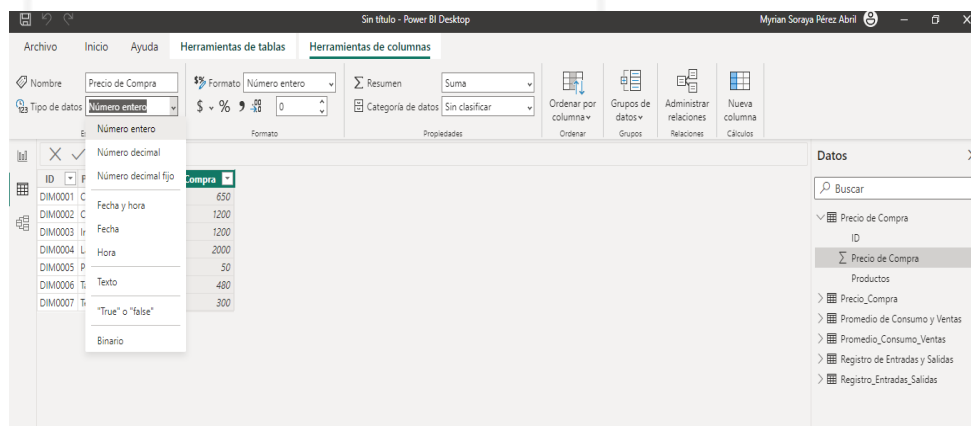 Sin título - Power BI Desktop
Myrian Soraya Pérez Abril
Archivo Inicio Ayuda Herramientas de tablas Herramientas de columnas
Nombre Precio de Compra
Tipo de datos Número entero
$% Formato Número entero
$ % 0
Formato
Resumen Suma
Categoría de datos Sin clasificar
Propiedades
Ordenar por columna
Ordenar
Grupos de datos
Grupos
Administrar relaciones
Relaciones
Nueva columna
Cálculos
Número entero
Número decimal
Número decimal fijo
Fecha y hora
Fecha
Hora
Texto
"True" o "false"
Binario
ID Compra
DIM0001 650
DIM0002 1200
DIM0003 1200
DIM0004 2000
DIM0005 50
DIM0006 480
DIM0007 300
Datos
Buscar
Precio de Compra
ID
Precio de Compra
Productos
Precio_Compra
Promedio de Consumo y Ventas
Promedio_Consumo_Ventas
Registro de Entradas y Salidas
Registro_Entradas_Salidas